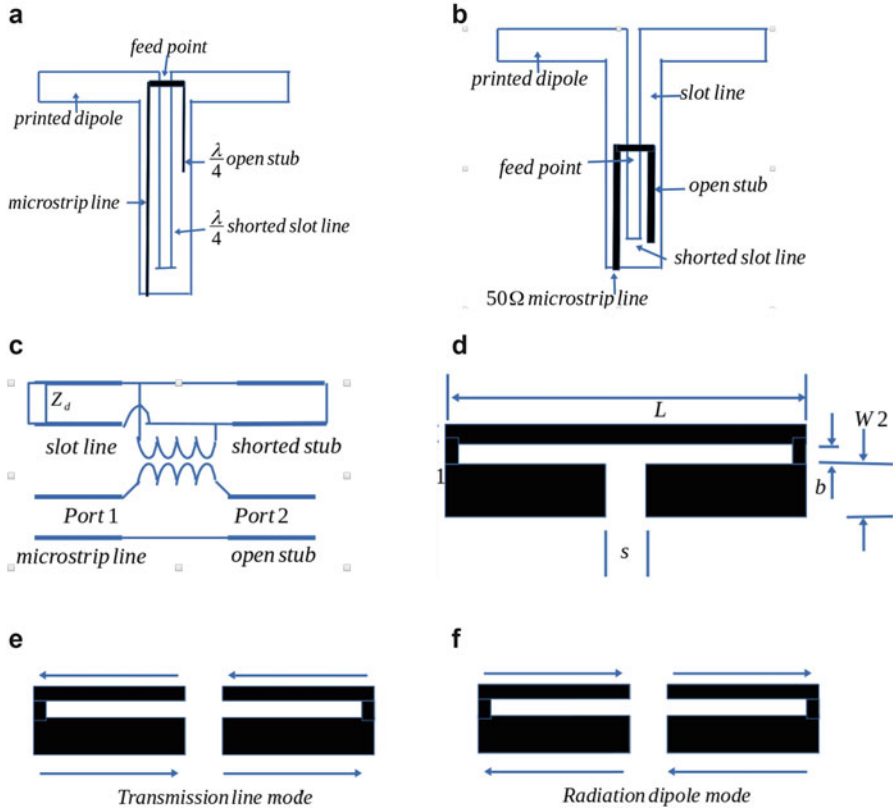 a
feed point
printed dipole
λ/4 open stub
microstrip line
λ/4 shorted slot line
b
printed dipole
slot line
feed point
open stub
shorted slot line
50Ω microstrip line
c
Z_d
slot line
shorted stub
Port 1
Port 2
microstrip line
open stub
d
L
W 2
1
b
s
e
Transmission line mode
f
Radiation dipole mode